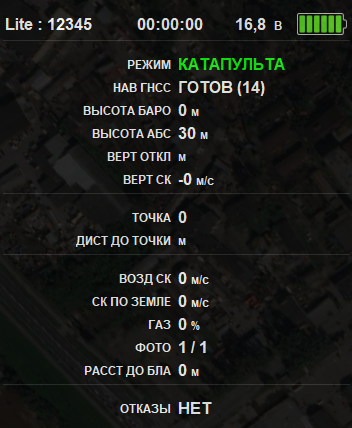 Lite : 12345 00:00:00 16,8 В
РЕЖИМ КАТАПУЛЬТА
НАВ ГНСС ГОТОВ (14)
ВЫСОТА БАРО 0 м
ВЫСОТА АБС 30 м
ВЕРТ ОТКЛ м
ВЕРТ СК -0 м/с
ТОЧКА 0
ДИСТ ДО ТОЧКИ м
ВОЗД СК 0 м/с
СК ПО ЗЕМЛЕ 0 м/с
ГАЗ 0 %
ФОТО 1 / 1
РАССТ ДО БЛА 0 м
ОТКАЗЫ НЕТ